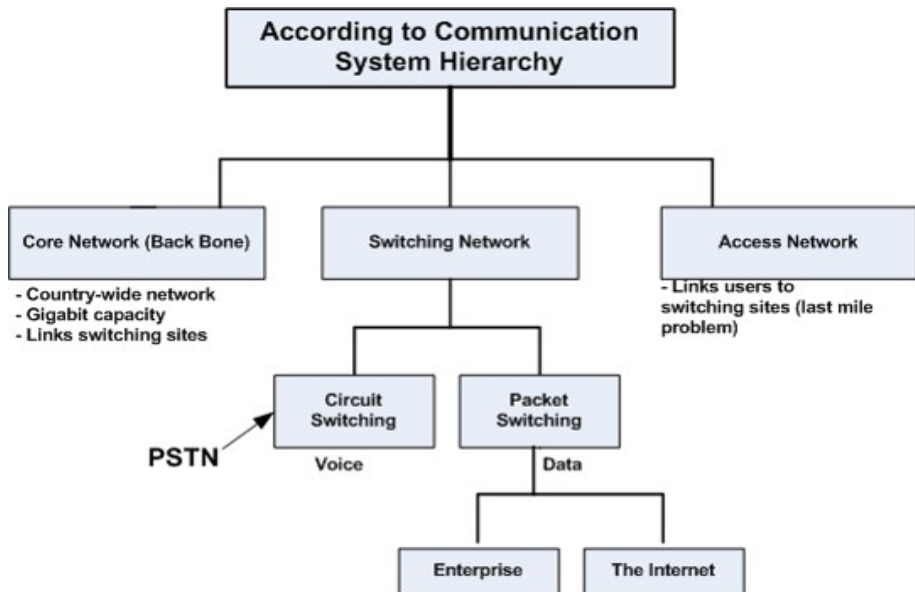 According to Communication
System Hierarchy
Core Network (Back Bone)
- Country-wide network
- Gigabit capacity
- Links switching sites
Switching Network
Access Network
- Links users to
switching sites (last mile
problem)
PSTN
Circuit
Switching
Voice
Packet
Switching
Data
Enterprise
The Internet